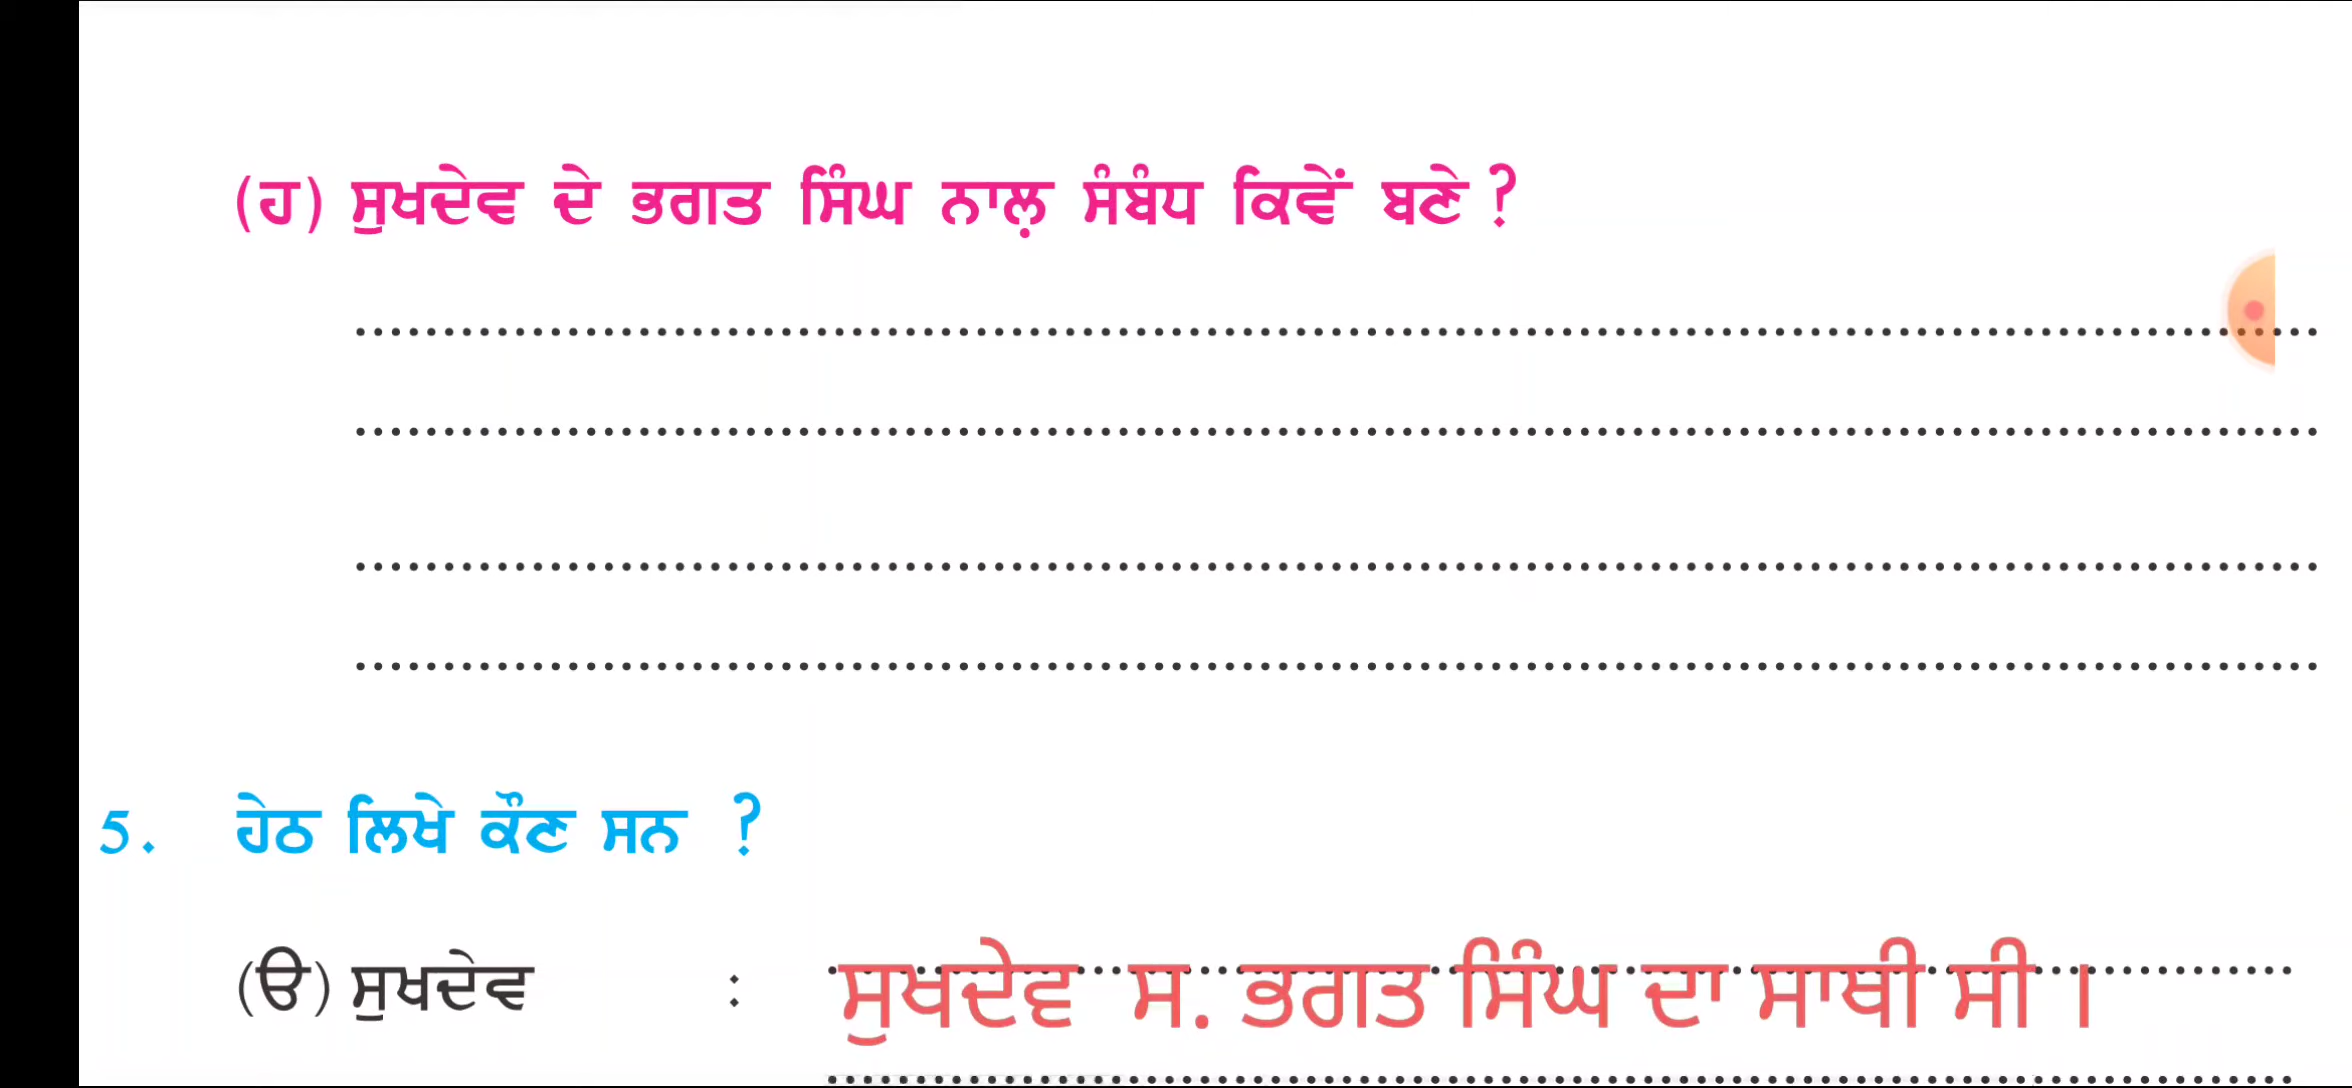 (ਹ) ਸੁਖਦੇਵ ਦੇ ਭਗਤ ਸਿੰਘ ਨਾਲ਼ ਸੰਬੰਧ ਕਿਵੇਂ ਬਣੇ ?
5. ਹੇਠ ਲਿਖੇ ਕੌਣ ਸਨ ?
(ੳ) ਸੁਖਦੇਵ : ਸੁਖਦੇਵ ਸ. ਭਗਤ ਸਿੰਘ ਦਾ ਸਾਥੀ ਸੀ ।